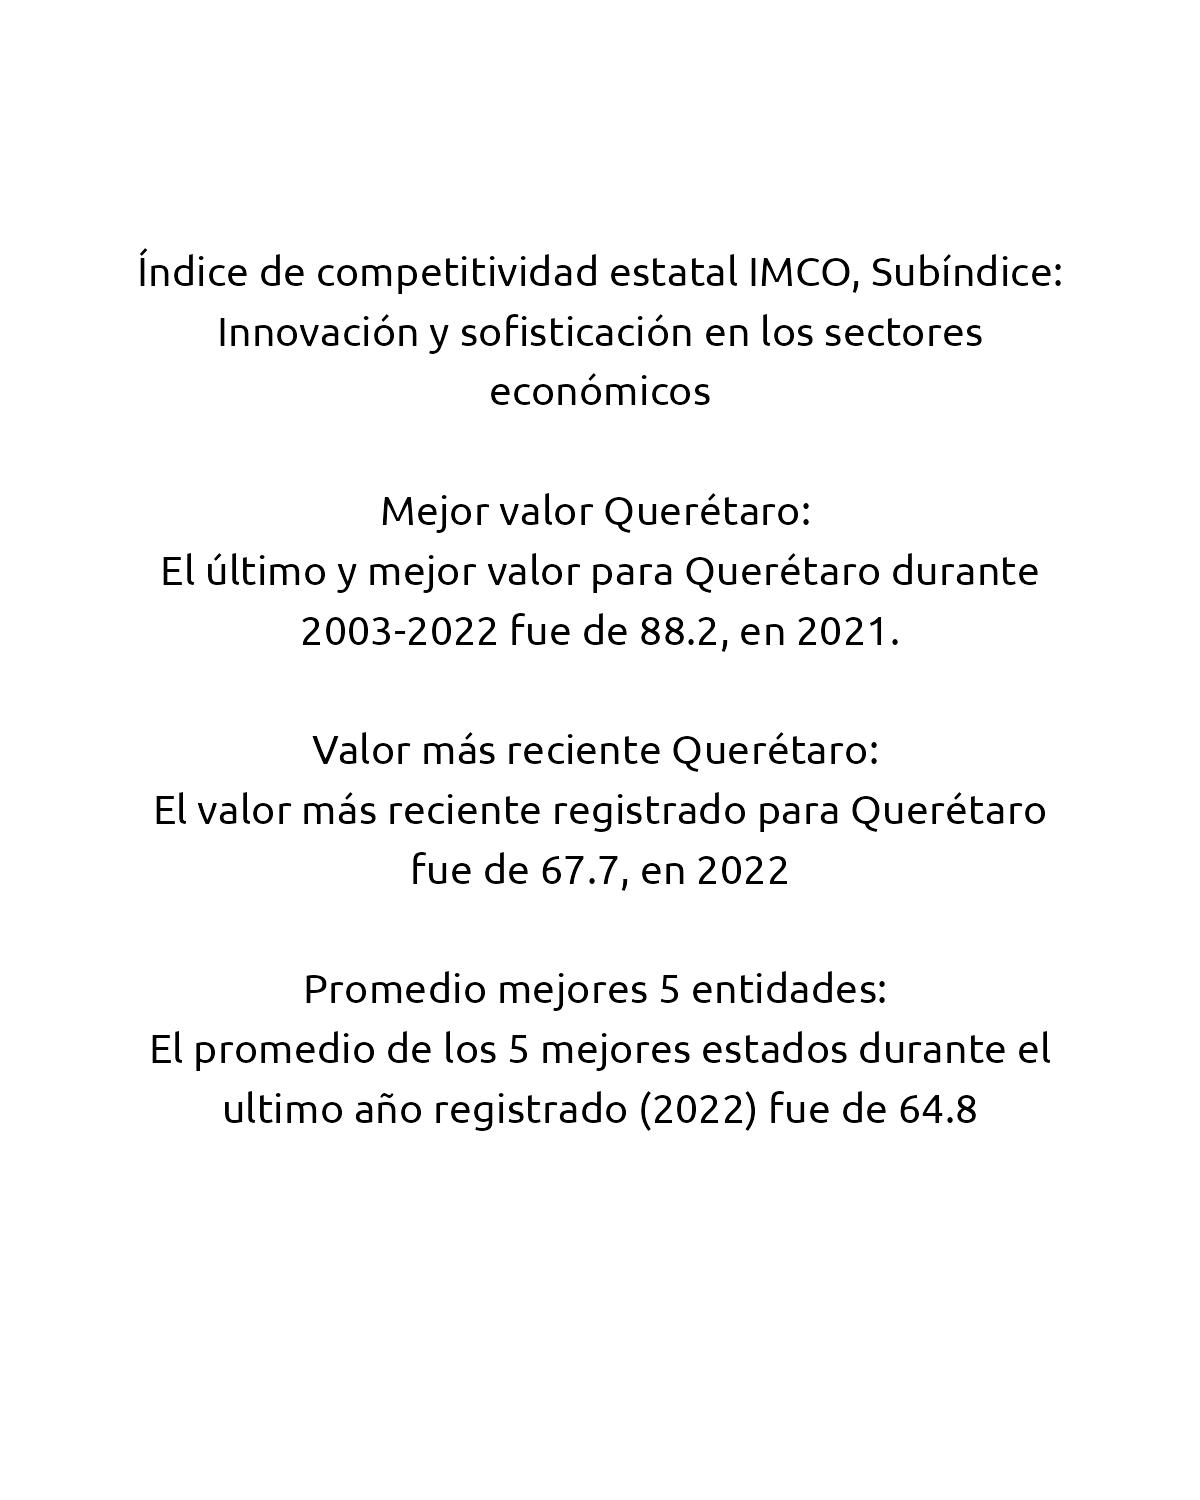 Índice de competitividad estatal IMCO, Subíndice:
Innovación y sofisticación en los sectores
económicos
Mejor valor Querétaro:
El último y mejor valor para Querétaro durante
2003-2022 fue de 88.2, en 2021.
Valor más reciente Querétaro:
El valor más reciente registrado para Querétaro
fue de 67.7, en 2022
Promedio mejores 5 entidades:
El promedio de los 5 mejores estados durante el
ultimo año registrado (2022) fue de 64.8